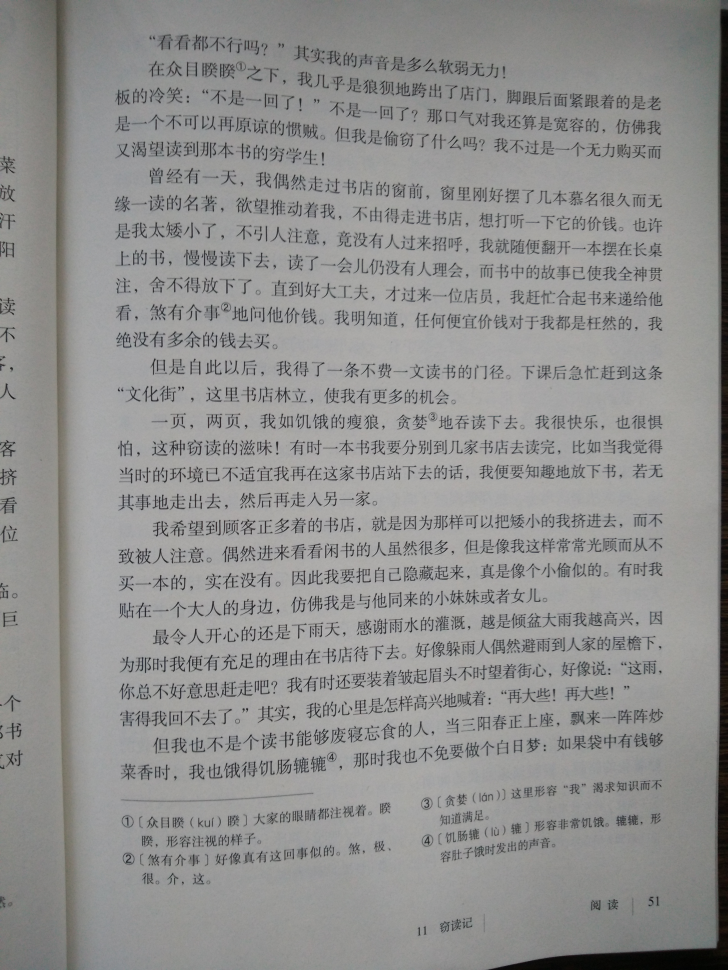 “看看都不行吗？”其实我的声音是多么软弱无力！
在众目睽睽①之下，我几乎是狼狈地跨出了店门，脚跟后面紧跟着的是老
板的冷笑：“不是一回了！”不是一回了？那口气对我还算是宽容的，仿佛我
是一个不可以再原谅的惯贼。但我是偷窃了什么吗？我不过是一个无力购买而
又渴望读到那本书的穷学生！
曾经有一天，我偶然走过书店的窗前，窗里刚好摆了几本慕名很久而无
缘一读的名著，欲望推动着我，不由得走进书店，想打听一下它的价钱。也许
是我太矮小了，不引人注意，竟没有人过来招呼，我就随便翻开一本摆在长桌
上的书，慢慢读下去，读了一会儿仍没有人理会，而书中的故事已使我全神贯
注，舍不得放下了。直到好大工夫，才过来一位店员，我赶忙合起书来递给他
看，煞有介事②地问他价钱。我明知道，任何便宜价钱对于我都是枉然的，我
绝没有多余的钱去买。
但是自此以后，我得了一条不费一文读书的门径。下课后急忙赶到这条
“文化街”，这里书店林立，使我有更多的机会。
一页，两页，我如饥饿的瘦狼，贪婪③地吞读下去。我很快乐，也很惧
怕，这种窃读的滋味！有时一本书我要分别到几家书店去读完，比如当我觉得
当时的环境已不适宜我再在这家书店站下去的话，我便要知趣地放下书，若无
其事地走出去，然后再走入另一家。
我希望到顾客正多着的书店，就是因为那样可以把矮小的我挤进去，而不
致被人注意。偶然进来看看闲书的人虽然很多，但是像我这样常常光顾而从不
买一本的，实在没有。因此我要把自己隐藏起来，真是像个小偷似的。有时我
贴在一个大人的身边，仿佛我是与他同来的小妹妹或者女儿。
最令人开心的还是下雨天，感谢雨水的灌溉，越是倾盆大雨我越高兴，因
为那时我便有充足的理由在书店待下去。好像躲雨人偶然避雨到人家的屋檐下，
你总不好意思赶走吧？我有时还要装着皱起眉头不时望着街心，好像说：“这雨，
害得我回不去了。”其实，我的心里是怎样高兴地喊着：“再大些！再大些！”
但我也不是个读书能够废寝忘食的人，当三阳春正上座，飘来一阵阵炒
菜香时，我也饿得饥肠辘辘④，那时我也不免要做个白日梦：如果袋中有钱够
①〔众目睽（kuí）睽〕大家的眼睛都注视着。睽
睽，形容注视的样子。
②〔煞有介事〕好像真有这回事似的。煞，极、
很。介，这。
③〔贪婪（lán）〕这里形容“我”渴求知识而不
知道满足。
④〔饥肠辘（lù）辘〕形容非常饥饿。辘辘，形
容肚子饿时发出的声音。
阅读 51
11 窃读记
菜
放
汗
阳
读
不
人
客
挤
看
位
临。
巨
个
书
对